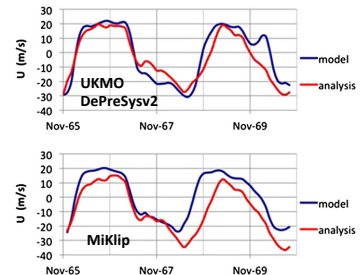 30
20
10
0
-10
-20
-30
-40
U (m/s)
UKMO
DePreSysv2
model
analysis
Nov-65 Nov-67 Nov-69
30
20
10
0
-10
-20
-30
-40
U (m/s)
MiKlip
model
analysis
Nov-65 Nov-67 Nov-69